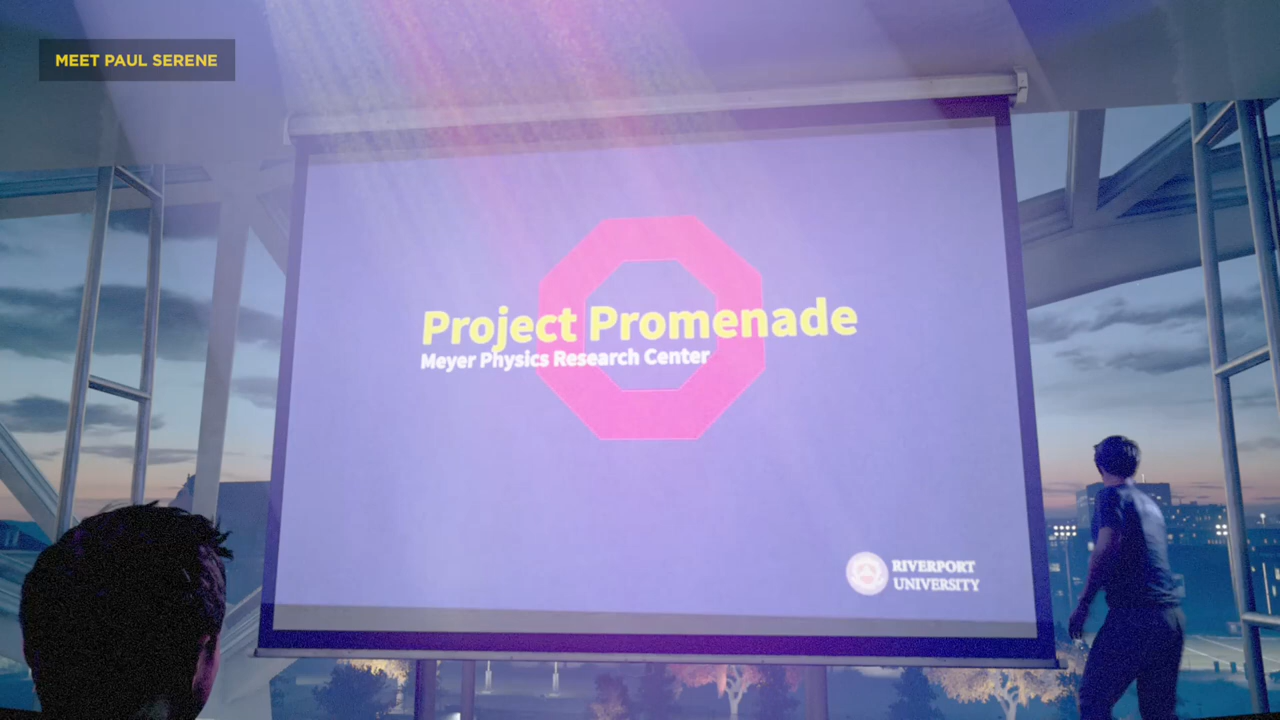 MEET PAUL SERENE
Project Promenade
Meyer Physics Research Center
RIVERPORT
UNIVERSITY